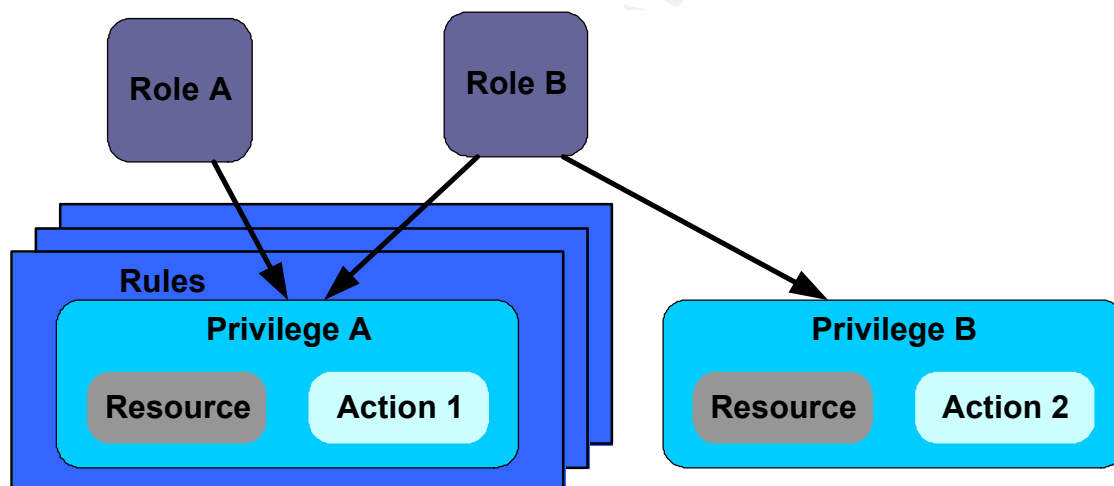 Role A
Role B
Rules
Privilege A
Resource
Action 1
Privilege B
Resource
Action 2